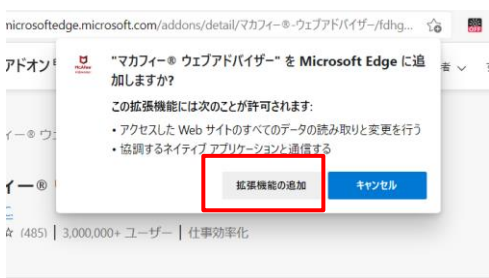 microsoftedge.microsoft.com/addons/detail/マカフィー®-ウェブアドバイザー/fdhg...
アドオン
"マカフィー® ウェブアドバイザー" を Microsoft Edge に追
加しますか?
者
この拡張機能には次のことが許可されます:
• アクセスした Web サイトのすべてのデータの読み取りと変更を行う
• 協調するネイティブ アプリケーションと通信する
ィー® ウ
拡張機能の追加
キャンセル
ィー®
(485) | 3,000,000+ ユーザー | 仕事効率化